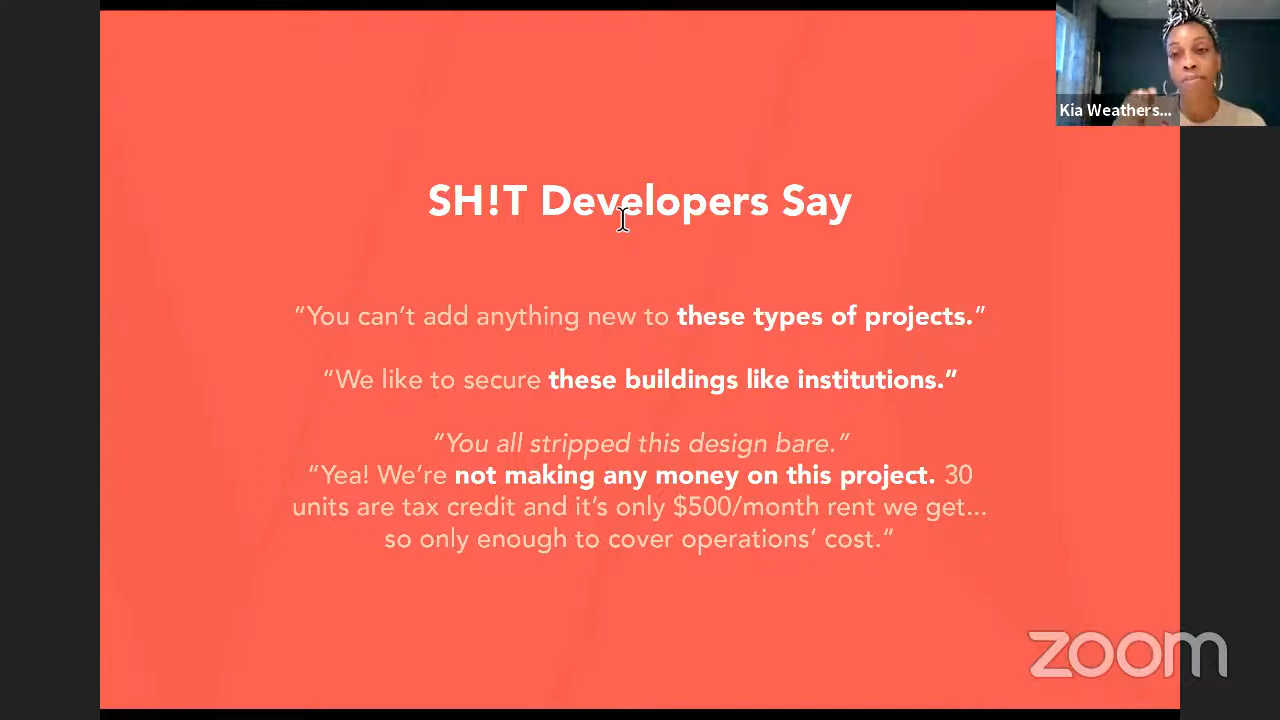 Kia Weathers...
SH!T Developers Say
“You can’t add anything new to these types of projects.”
“We like to secure these buildings like institutions.”
“You all stripped this design bare.”
“Yea! We’re not making any money on this project. 30
units are tax credit and it’s only $500/month rent we get...
so only enough to cover operations’ cost.”
zoom